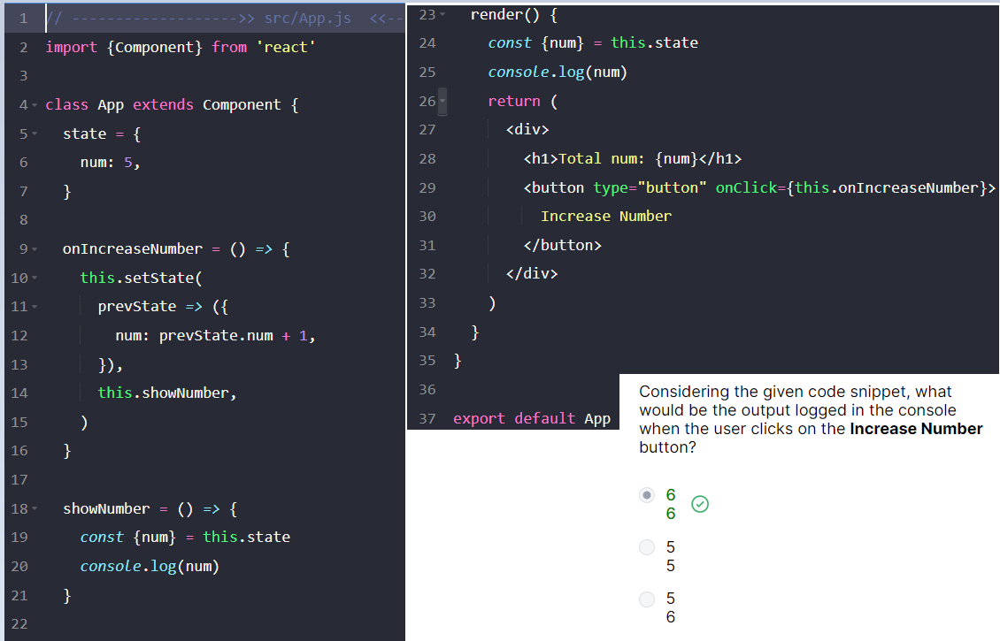 1 // ------------------->> src/App.js <<--
2 import {Component} from 'react'
3
4 class App extends Component {
5 state = {
6 num: 5,
7 }
8
9 onIncreaseNumber = () => {
10 this.setState(
11 prevState => ({
12 num: prevState.num + 1,
13 }),
14 this.showNumber,
15 )
16 }
17
18 showNumber = () => {
19 const {num} = this.state
20 console.log(num)
21 }
22
23 render() {
24 const {num} = this.state
25 console.log(num)
26 return (
27 <div>
28 <h1>Total num: {num}</h1>
29 <button type="button" onClick={this.onIncreaseNumber}>
30 Increase Number
31 </button>
32 </div>
33 )
34 }
35 }
36
37 export default App
Considering the given code snippet, what
would be the output logged in the console
when the user clicks on the Increase Number
button?
6
6
5
5
5
6